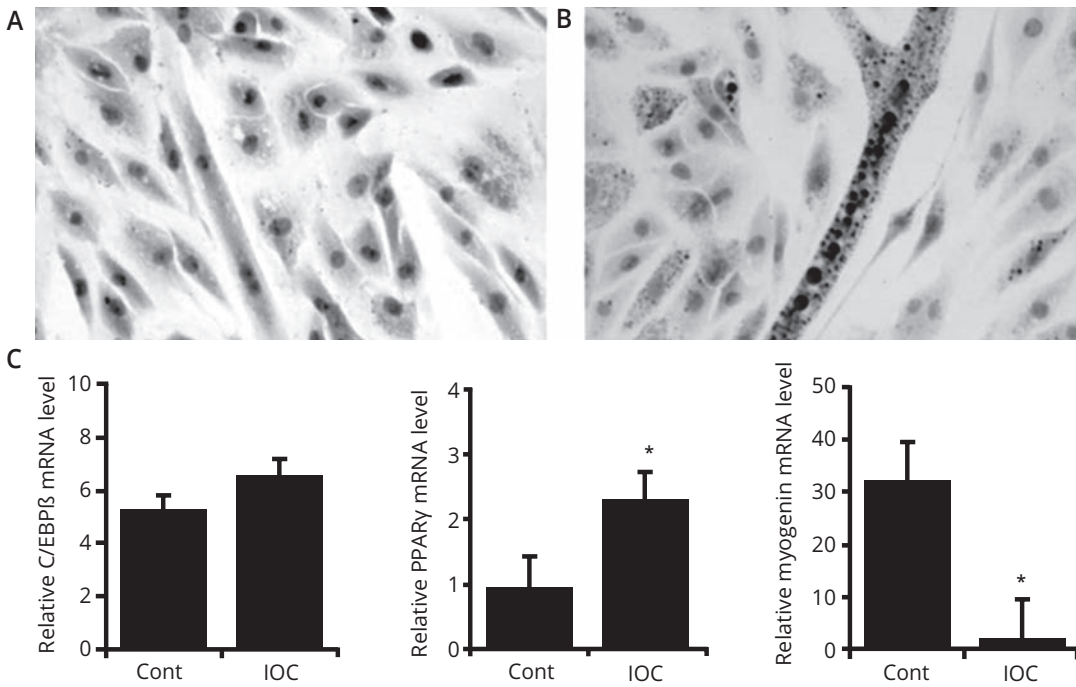 A
B
C
Relative C/EBPß mRNA level
10
8
6
4
2
0
Cont
IOC
Relative PPARγ mRNA level
4
3
2
1
0
*
Cont
IOC
Relative myogenin mRNA level
50
40
30
20
10
0
*
Cont
IOC